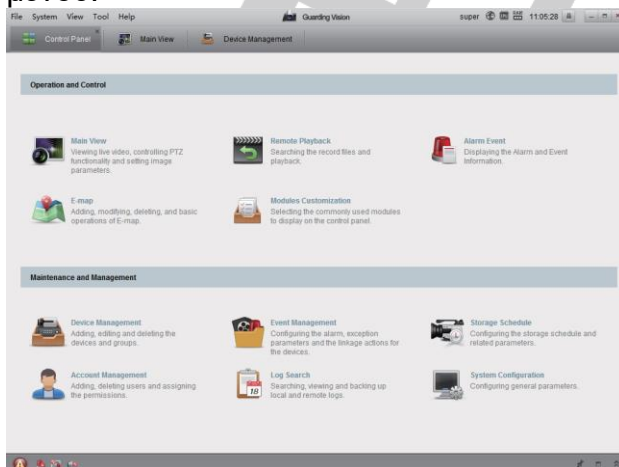 File System View Tool Help
Guarding Vision
super
11:05:28
Control Panel
Main View
Device Management
Operation and Control
Main View
Viewing live video, controlling PTZ
functionality and setting image
parameters.
Remote Playback
Searching the record files and
playback.
Alarm Event
Displaying the Alarm and Event
Information.
E-map
Adding, modifying, deleting, and basic
operations of E-map.
Modules Customization
Selecting the commonly used modules
to display on the control panel.
Maintenance and Management
Device Management
Adding, editing and deleting the
devices and groups.
Event Management
Configuring the alarm, exception
parameters and the linkage actions for
the devices.
Storage Schedule
Configuring the storage schedule and
related parameters.
Account Management
Adding, deleting users and assigning
the permissions.
Log Search
Searching, viewing and backing up
local and remote logs.
18
System Configuration
Configuring general parameters.